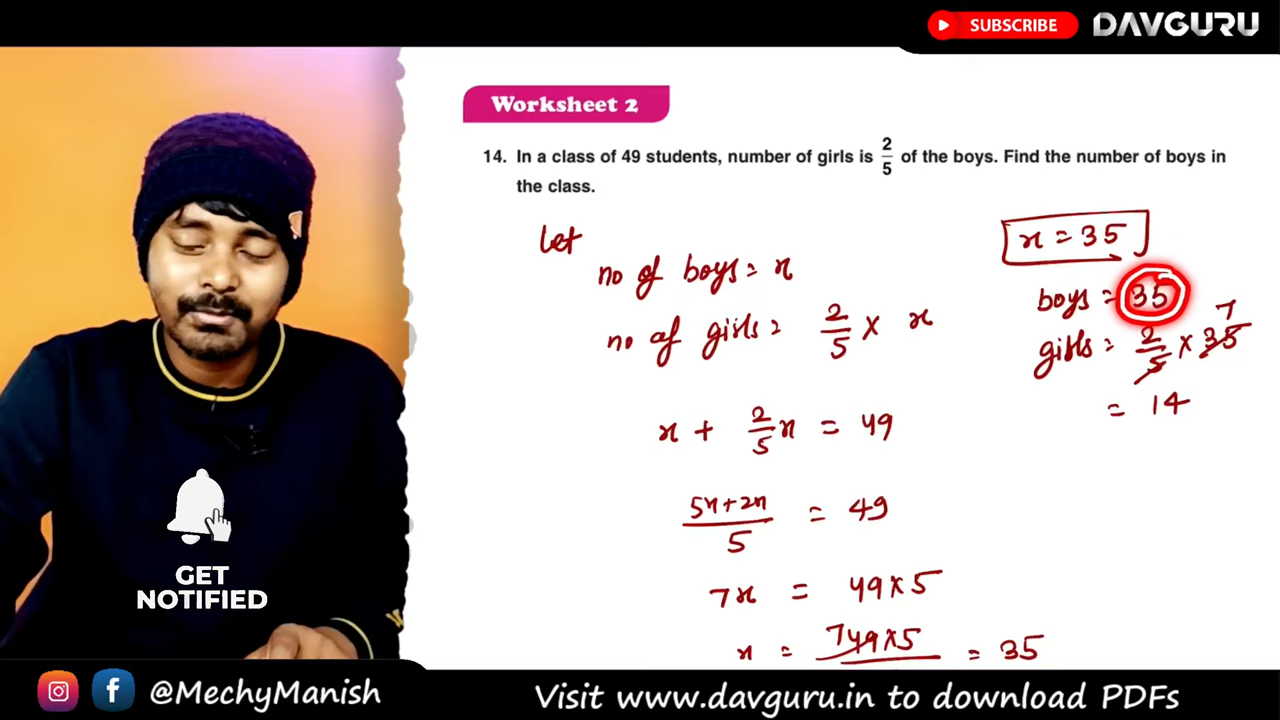 SUBSCRIBE DAVGURU
Worksheet 2
14. In a class of 49 students, number of girls is 2/5 of the boys. Find the number of boys in
the class.
Let
no of boys = x
no of girls = 2/5 × x
x + 2/5 x = 49
5x+2x/5 = 49
7x = 49×5
x = 7 49×5 = 35
x = 35
boys = 35
girls = 2/5 × 35 7
= 14
GET
NOTIFIED
@MechyManish
Visit www.davguru.in to download PDFs